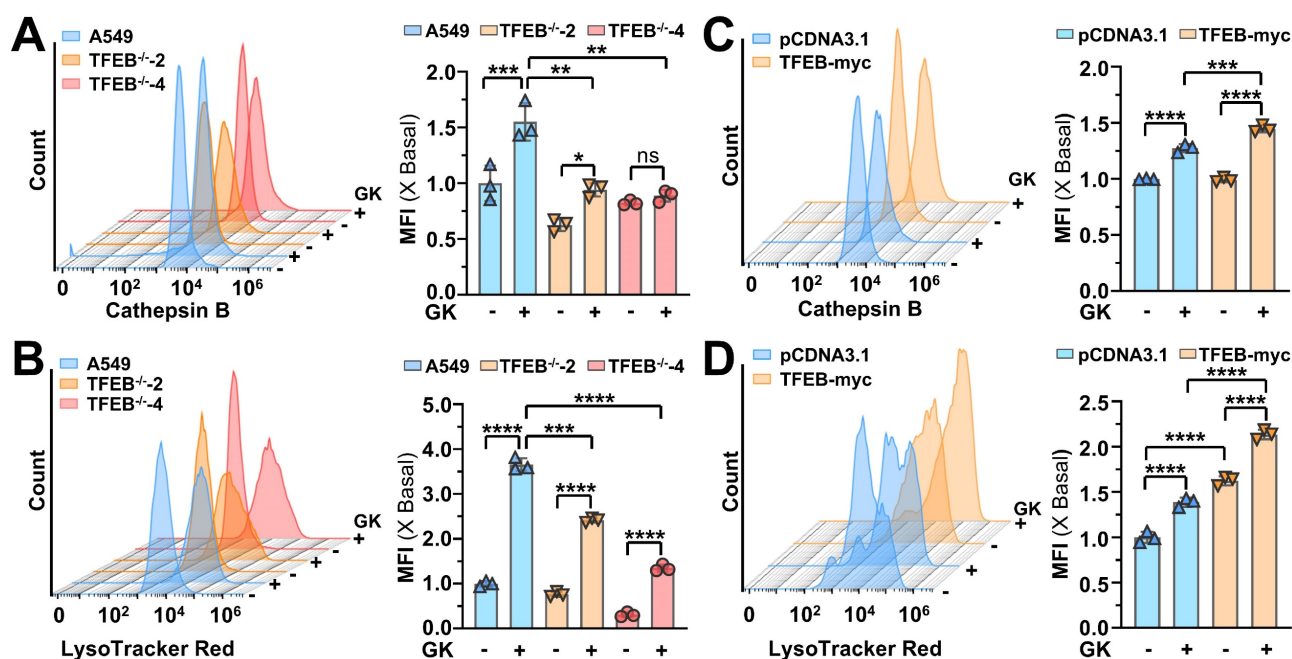 A
A549
TFEB-/--2
TFEB-/--4
Count
GK
+
-
+
-
+
-
0 10² 10⁴ 10⁶
Cathepsin B
A549 TFEB-/--2 TFEB-/--4
MFI (X Basal)
2.0
1.5
1.0
0.5
0.0
*** ** **
* ns
GK - + - + - +
C
pCDNA3.1
TFEB-myc
Count
GK
+
-
+
-
0 10² 10⁴ 10⁶
Cathepsin B
pCDNA3.1 TFEB-myc
MFI (X Basal)
2.0
1.5
1.0
0.5
0.0
***
**** ****
GK - + - +
B
A549
TFEB-/--2
TFEB-/--4
Count
GK
+
-
+
-
+
-
0 10² 10⁴ 10⁶
LysoTracker Red
A549 TFEB-/--2 TFEB-/--4
MFI (X Basal)
5.0
4.0
3.0
2.0
1.0
0.0
****
**** ***
****
****
GK - + - + - +
D
pCDNA3.1
TFEB-myc
Count
GK
+
-
+
-
0 10² 10⁴ 10⁶
LysoTracker Red
pCDNA3.1 TFEB-myc
MFI (X Basal)
2.5
2.0
1.5
1.0
0.5
0.0
****
****
****
****
GK - + - +